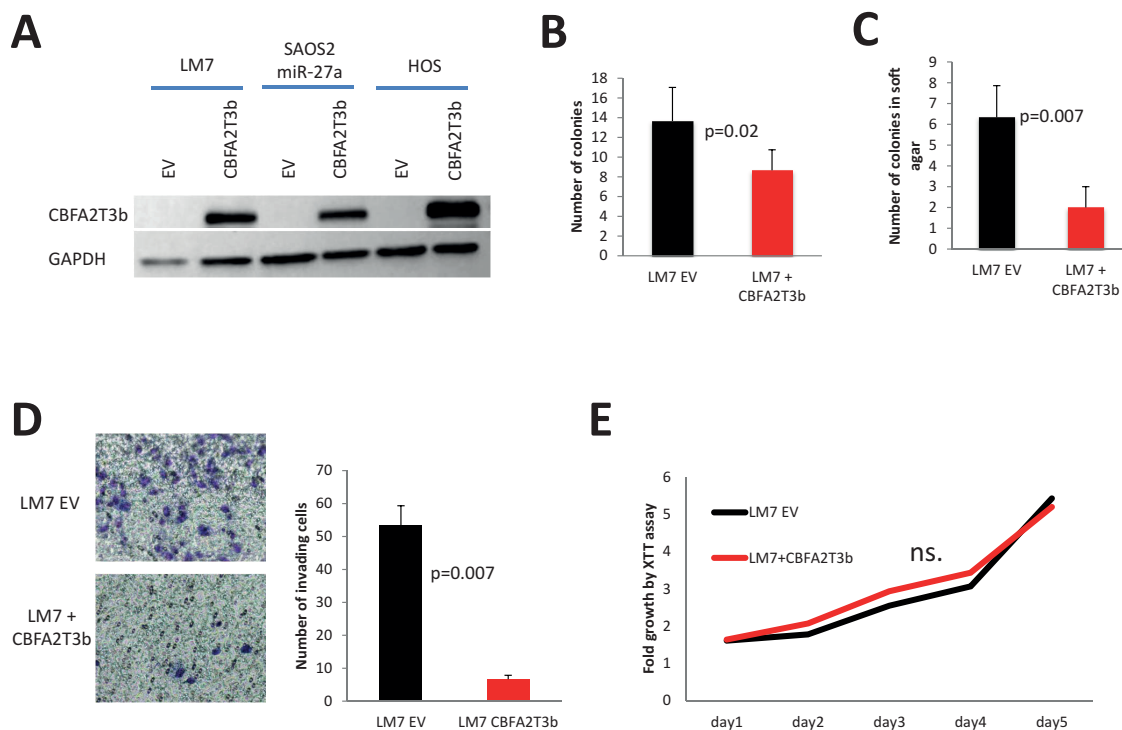 A
LM7
SAOS2
miR-27a
HOS
EV
CBFA2T3b
EV
CBFA2T3b
EV
CBFA2T3b
CBFA2T3b
GAPDH
B
Number of colonies
18
16
14
12
10
8
6
4
2
0
p=0.02
LM7 EV
LM7 +
CBFA2T3b
C
Number of colonies in soft
agar
9
8
7
6
5
4
3
2
1
0
p=0.007
LM7 EV
LM7 +
CBFA2T3b
D
LM7 EV
LM7 +
CBFA2T3b
Number of invading cells
70
60
50
40
30
20
10
0
p=0.007
LM7 EV
LM7 CBFA2T3b
E
Fold growth by XTT assay
6
5
4
3
2
1
0
LM7 EV
LM7+CBFA2T3b
ns.
day1
day2
day3
day4
day5